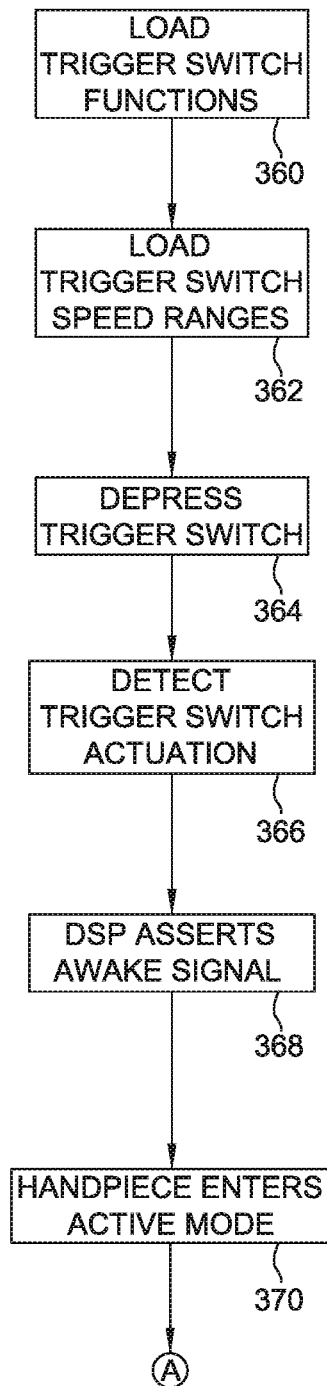 LOAD
TRIGGER SWITCH
FUNCTIONS
360
LOAD
TRIGGER SWITCH
SPEED RANGES
362
DEPRESS
TRIGGER SWITCH
364
DETECT
TRIGGER SWITCH
ACTUATION
366
DSP ASSERTS
AWAKE SIGNAL
368
HANDPIECE ENTERS
ACTIVE MODE
370
A